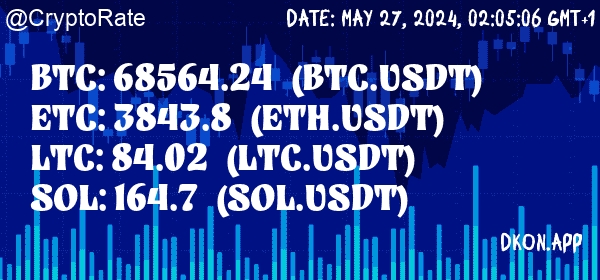 @CryptoRate
DATE: MAY 27, 2024, 02:05:06 GMT+1
BTC: 68564.24 (BTC.USDT)
ETC: 3843.8 (ETH.USDT)
LTC: 84.02 (LTC.USDT)
SOL: 164.7 (SOL.USDT)
DKON.APP